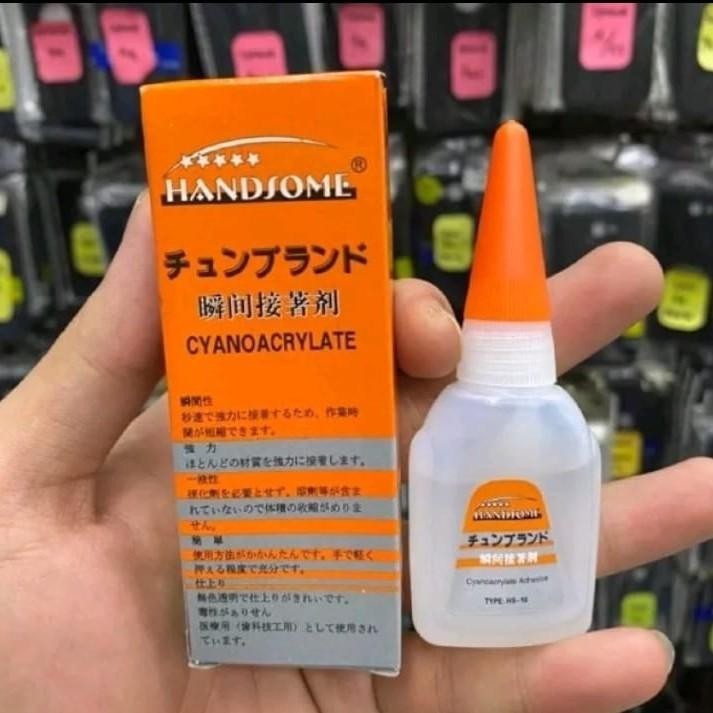 HANDSOME®
チュンブランド
瞬间接著剂
CYANOACRYLATE
瞬間性
秒速で強力に接着するため、作業時
間が短縮できます。
強 力
ほとんどの材質を強力に接着します。
一液性
硬化劑を必要とせず、溶劑等が含ま
れていないので体積の收縮がめりま
せん。
簡 単
使用方法がかかんたんです。手で軽く
押える程度で充分です。
仕上り
無色透明で仕上りがきれいです。
毒性がありせん
医療用（歯科技工用）として使用され
ています。
HANDSOME
チュンブランド
瞬间接著剂
Cyanoacrylate Adhesive
TYPE: HS-10